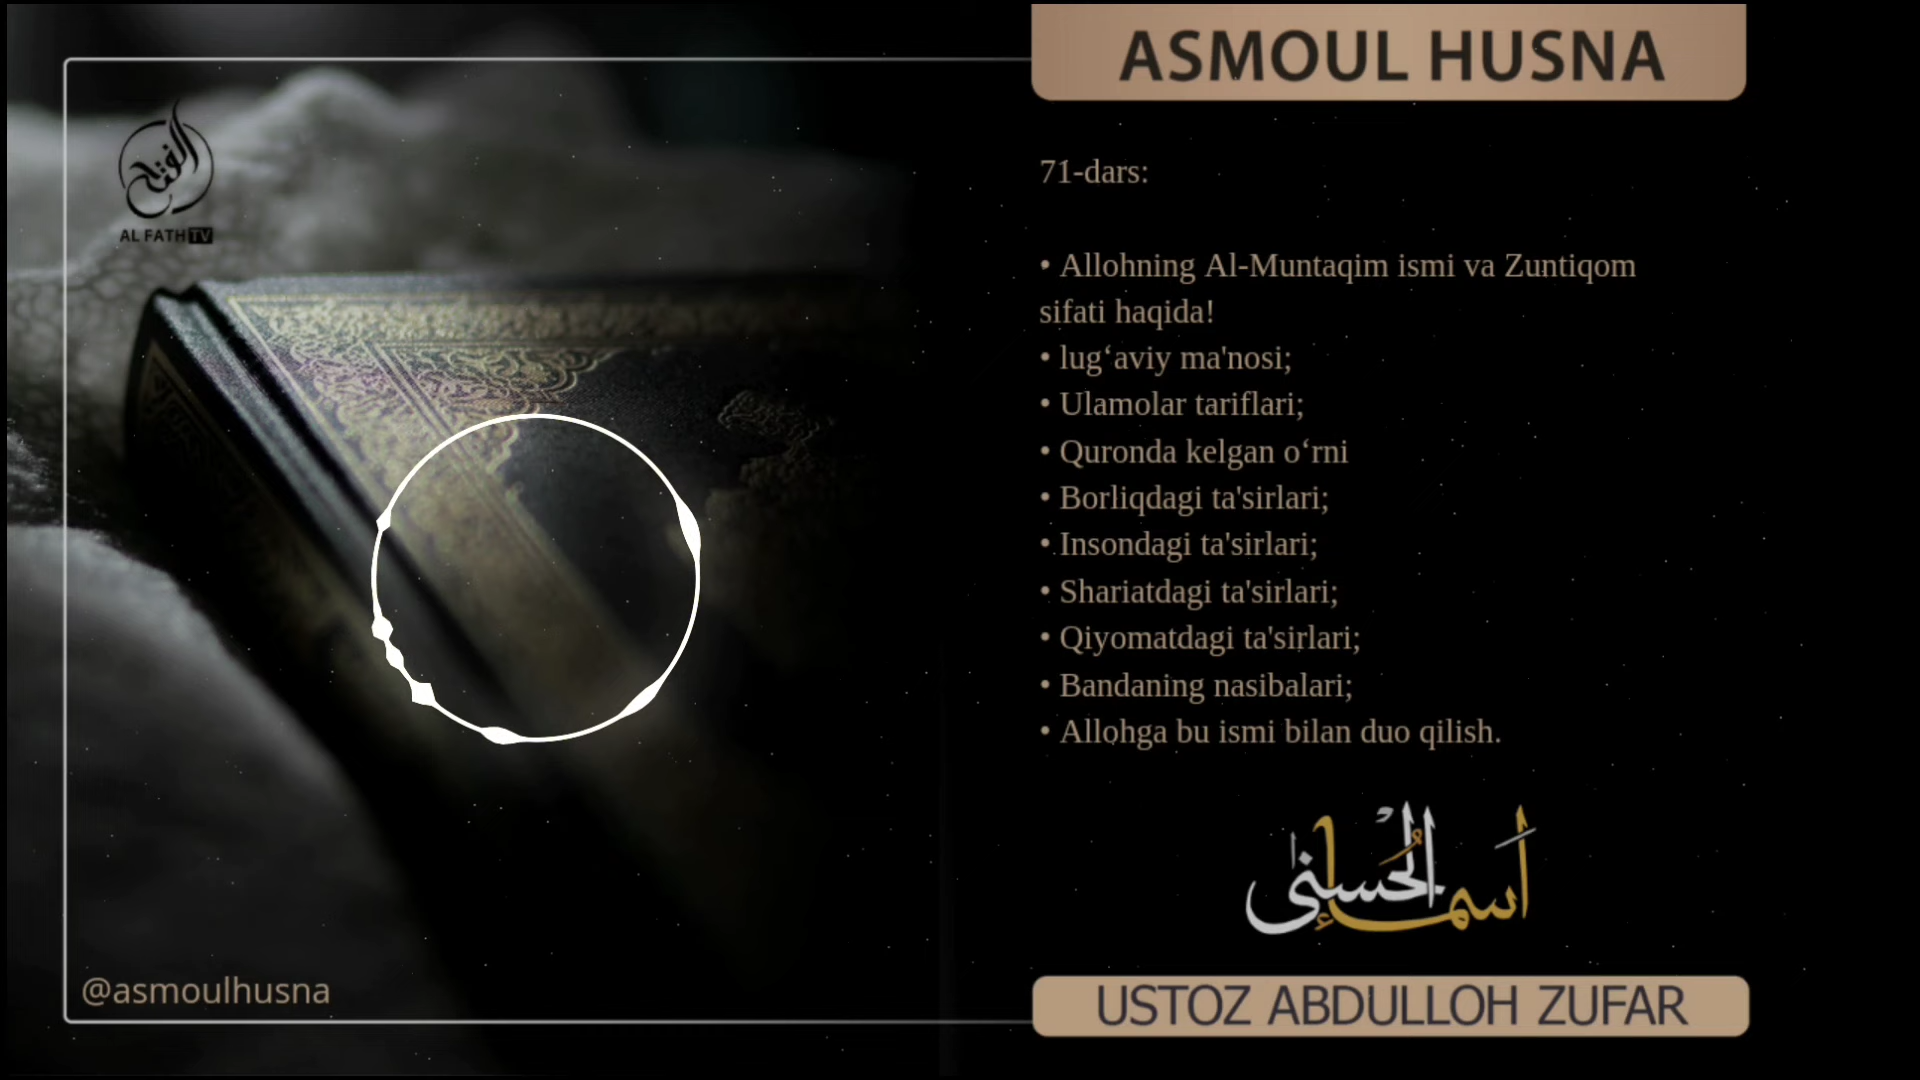 ASMOUL HUSNA
الفتح
AL FATH TV
71-dars:
• Allohning Al-Muntaqim ismi va Zuntiqom
sifati haqida!
• lug‘aviy ma'nosi;
• Ulamolar tariflari;
• Quronda kelgan o‘rni
• Borliqdagi ta'sirlari;
• Insondagi ta'sirlari;
• Shariatdagi ta'sirlari;
• Qiyomatdagi ta'sirlari;
• Bandaning nasibalari;
• Allohga bu ismi bilan duo qilish.
أسماء الحسنى
@asmoulhusna
USTOZ ABDULLOH ZUFAR